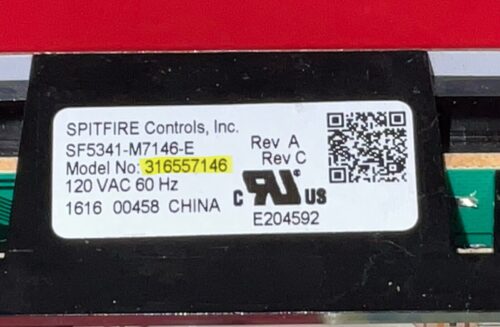 SPITFIRE Controls, Inc.
SF5341-M7146-E
Rev A
Model No: 316557146
Rev C
120 VAC 60 Hz
1616 00458 CHINA
C RU US
E204592